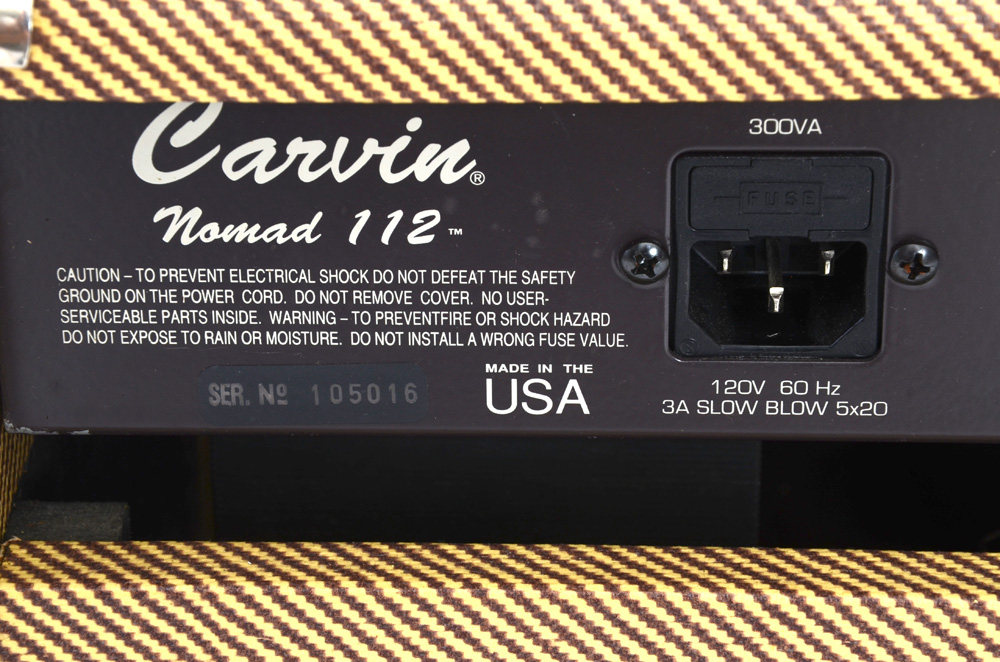 Carvin®
Nomad 112™
CAUTION – TO PREVENT ELECTRICAL SHOCK DO NOT DEFEAT THE SAFETY
GROUND ON THE POWER CORD. DO NOT REMOVE COVER. NO USER-
SERVICEABLE PARTS INSIDE. WARNING – TO PREVENTFIRE OR SHOCK HAZARD
DO NOT EXPOSE TO RAIN OR MOISTURE. DO NOT INSTALL A WRONG FUSE VALUE.
SER. Nº 105016
MADE IN THE
USA
300VA
FUSE
120V 60 Hz
3A SLOW BLOW 5x20